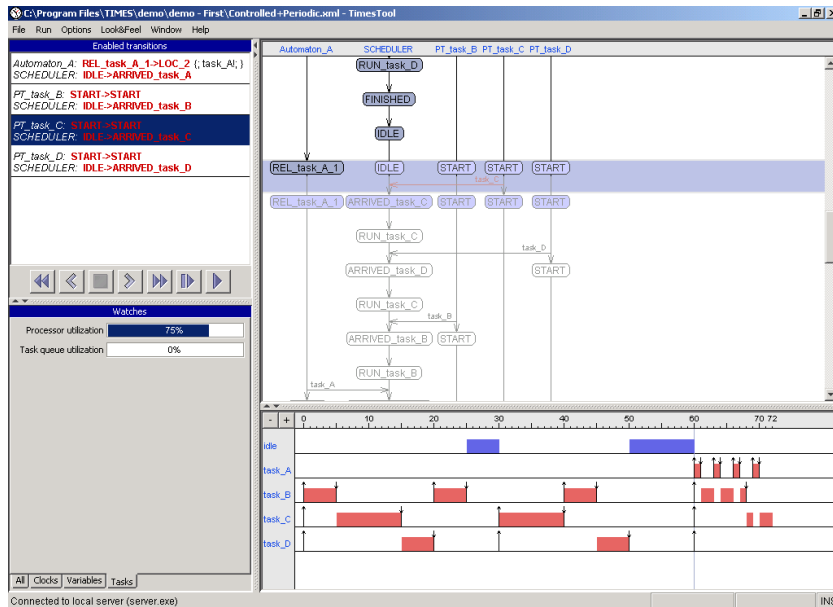 C:\Program Files\TIMES\demo\demo - First\Controlled+Periodic.xml - TimesTool
File Run Options Look&Feel Window Help
Enabled transitions
Automaton_A: REL_task_A_1->LOC_2 {; task_A!; }
SCHEDULER: IDLE->ARRIVED_task_A
PT_task_B: START->START
SCHEDULER: IDLE->ARRIVED_task_B
PT_task_C: START->START
SCHEDULER: IDLE->ARRIVED_task_C
PT_task_D: START->START
SCHEDULER: IDLE->ARRIVED_task_D
Watches
Processor utilization 75%
Task queue utilization 0%
All Clocks Variables Tasks
Automaton_A SCHEDULER PT_task_B PT_task_C PT_task_D
RUN_task_D
FINISHED
IDLE
REL_task_A_1 IDLE START START START
task_C
REL_task_A_1 ARRIVED_task_C START START START
RUN_task_C
task_D
ARRIVED_task_D START
RUN_task_C
task_B
ARRIVED_task_B START
RUN_task_B
task_A
- + 0 10 20 30 40 50 60 70 72
idle
task_A
task_B
task_C
task_D
Connected to local server (server.exe)
INS